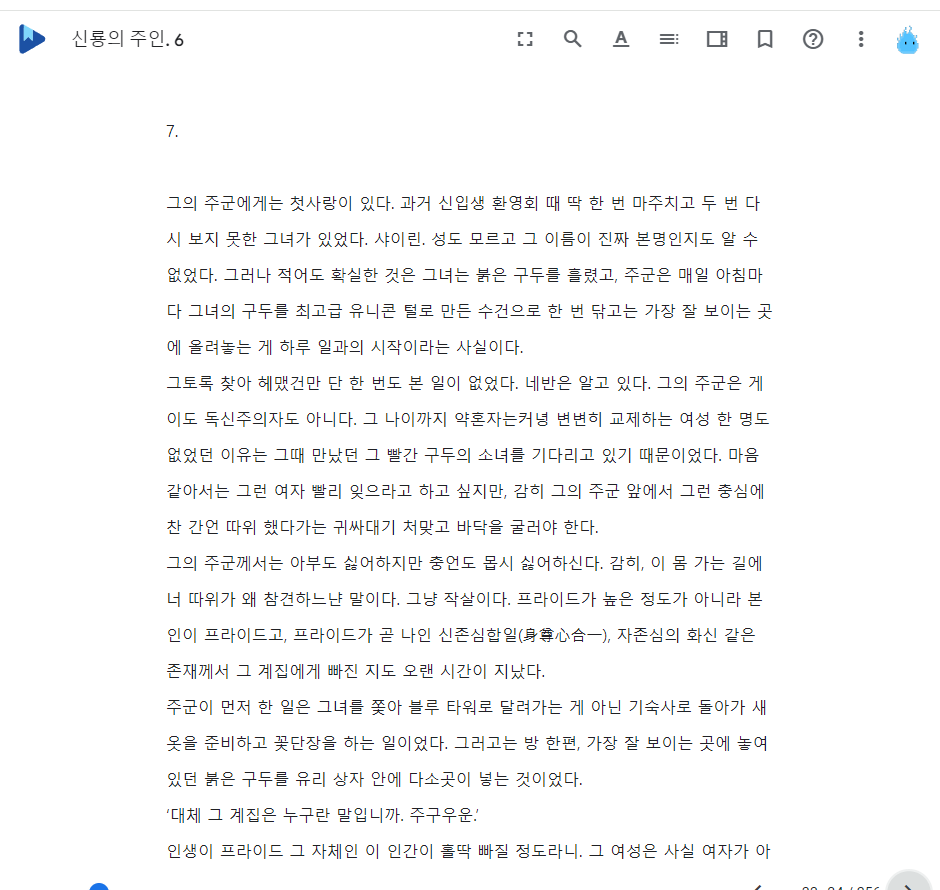 신룡의 주인. 6
7.
그의 주군에게는 첫사랑이 있다. 과거 신입생 환영회 때 딱 한 번 마주치고 두 번 다
시 보지 못한 그녀가 있었다. 샤이린. 성도 모르고 그 이름이 진짜 본명인지도 알 수
없었다. 그러나 적어도 확실한 것은 그녀는 붉은 구두를 흘렸고, 주군은 매일 아침마
다 그녀의 구두를 최고급 유니콘 털로 만든 수건으로 한 번 닦고는 가장 잘 보이는 곳
에 올려놓는 게 하루 일과의 시작이라는 사실이다.
그토록 찾아 헤맸건만 단 한 번도 본 일이 없었다. 네반은 알고 있다. 그의 주군은 게
이도 독신주의자도 아니다. 그 나이까지 약혼자는커녕 변변히 교제하는 여성 한 명도
없었던 이유는 그때 만났던 그 빨간 구두의 소녀를 기다리고 있기 때문이었다. 마음
같아서는 그런 여자 빨리 잊으라고 하고 싶지만, 감히 그의 주군 앞에서 그런 충심에
찬 간언 따위 했다가는 귀싸대기 처맞고 바닥을 굴러야 한다.
그의 주군께서는 아부도 싫어하지만 충언도 몹시 싫어하신다. 감히, 이 몸 가는 길에
너 따위가 왜 참견하느냔 말이다. 그냥 작살이다. 프라이드가 높은 정도가 아니라 본
인이 프라이드고, 프라이드가 곧 나인 신존심합일(身尊心合一), 자존심의 화신 같은
존재께서 그 계집에게 빠진 지도 오랜 시간이 지났다.
주군이 먼저 한 일은 그녀를 쫓아 블루 타워로 달려가는 게 아닌 기숙사로 돌아가 새
옷을 준비하고 꽃단장을 하는 일이었다. 그러고는 방 한편, 가장 잘 보이는 곳에 놓여
있던 붉은 구두를 유리 상자 안에 다소곳이 넣는 것이었다.
‘대체 그 계집은 누구란 말입니까. 주구우운.’
인생이 프라이드 그 자체인 이 인간이 홀딱 빠질 정도라니. 그 여성은 사실 여자가 아